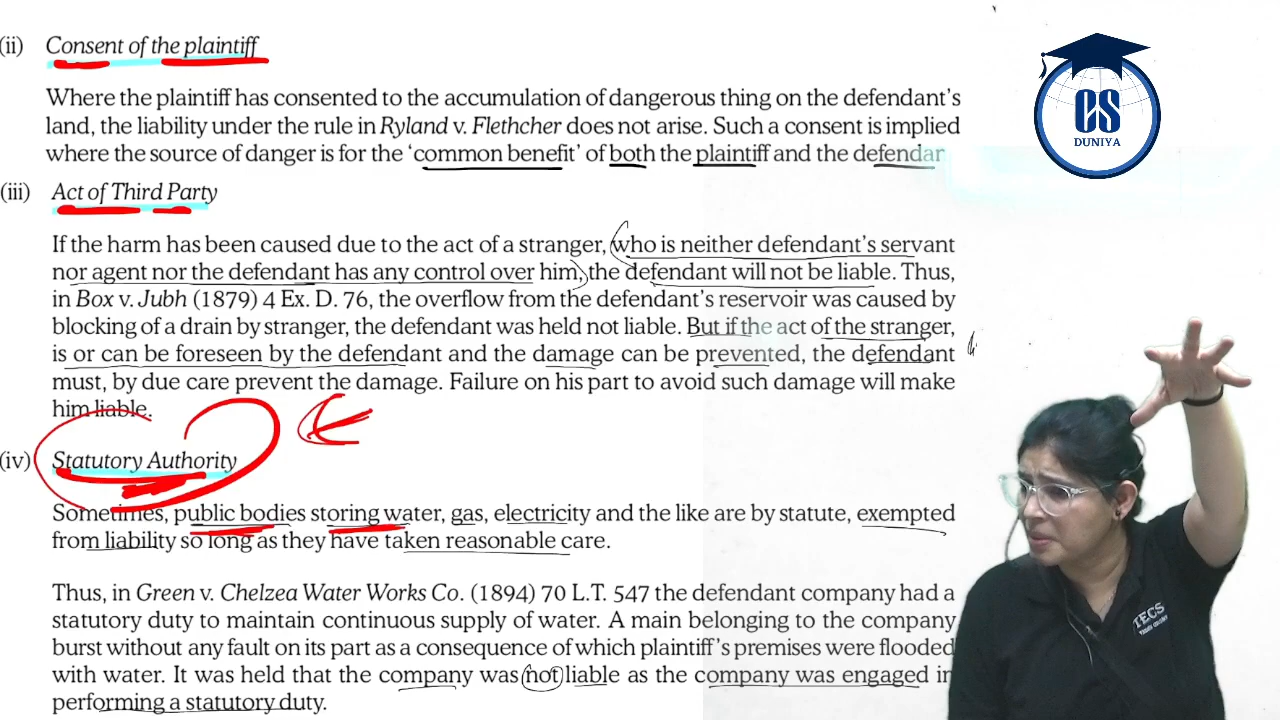 (ii) Consent of the plaintiff
Where the plaintiff has consented to the accumulation of dangerous thing on the defendant's
land, the liability under the rule in Ryland v. Flethcher does not arise. Such a consent is implied
where the source of danger is for the 'common benefit' of both the plaintiff and the defendar
(iii) Act of Third Party
If the harm has been caused due to the act of a stranger, who is neither defendant's servant
nor agent nor the defendant has any control over him, the defendant will not be liable. Thus,
in Box v. Jubh (1879) 4 Ex. D. 76, the overflow from the defendant's reservoir was caused by
blocking of a drain by stranger, the defendant was held not liable. But if the act of the stranger,
is or can be foreseen by the defendant and the damage can be prevented, the defendant
must, by due care prevent the damage. Failure on his part to avoid such damage will make
him liable.
(iv) Statutory Authority
Sometimes, public bodies storing water, gas, electricity and the like are by statute, exempted
from liability so long as they have taken reasonable care.
Thus, in Green v. Chelzea Water Works Co. (1894) 70 L.T. 547 the defendant company had a
statutory duty to maintain continuous supply of water. A main belonging to the company
burst without any fault on its part as a consequence of which plaintiff's premises were flooded
with water. It was held that the company was not liable as the company was engaged in
performing a statutory duty.
CS
DUNIYA
TECS